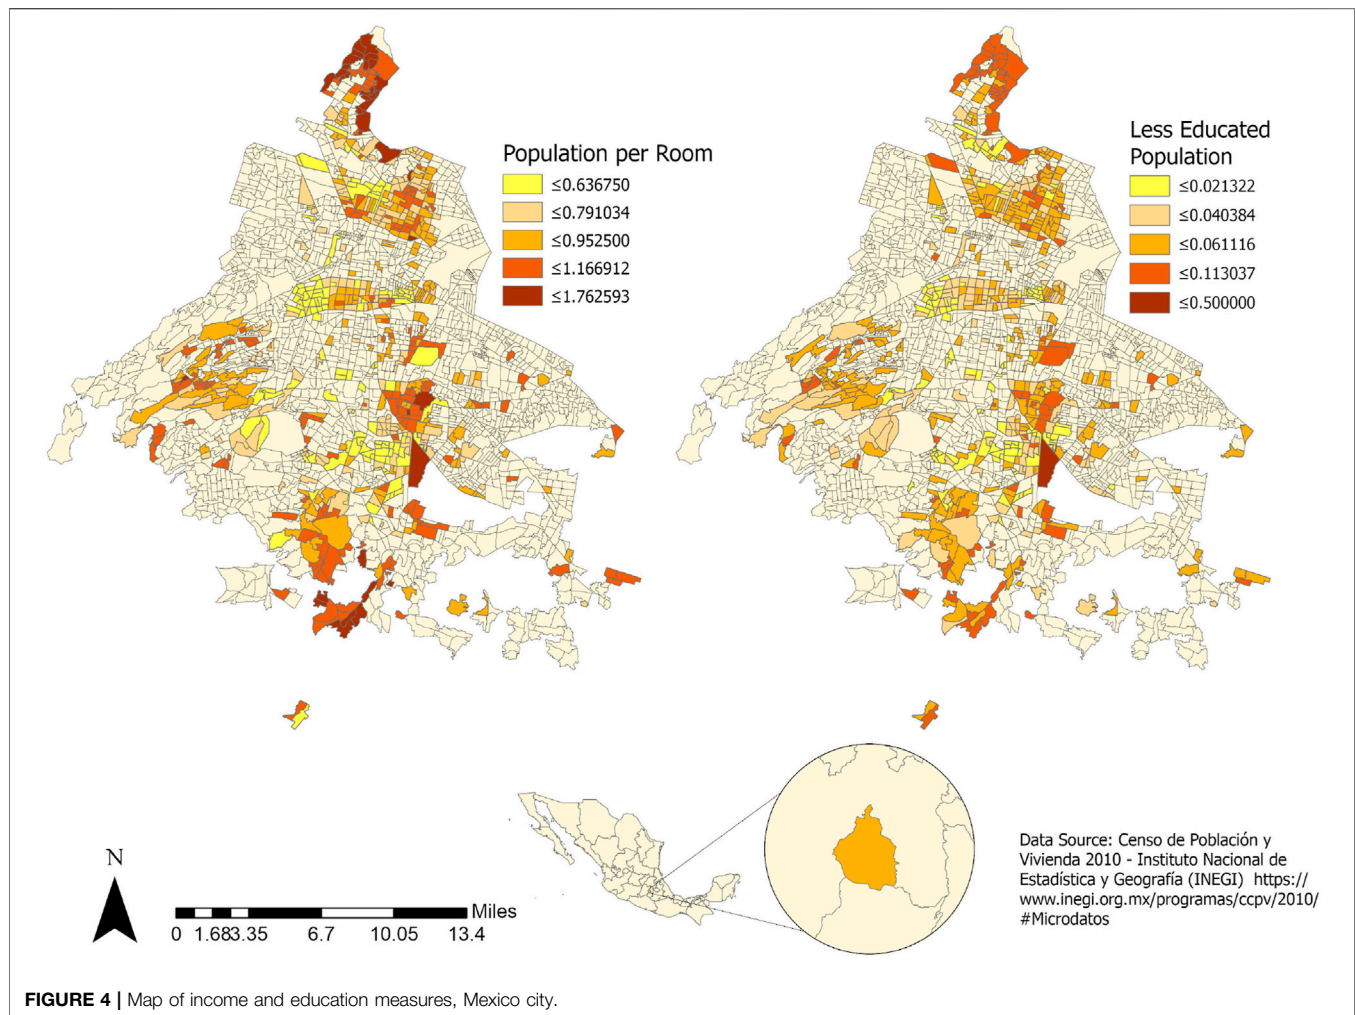 Population per Room
≤0.636750
≤0.791034
≤0.952500
≤1.166912
≤1.762593
Less Educated
Population
≤0.021322
≤0.040384
≤0.061116
≤0.113037
≤0.500000
N
Miles
0 1.683.35 6.7 10.05 13.4
Data Source: Censo de Población y
Vivienda 2010 - Instituto Nacional de
Estadística y Geografía (INEGI) https://
www.inegi.org.mx/programas/ccpv/2010/
#Microdatos
FIGURE 4 | Map of income and education measures, Mexico city.